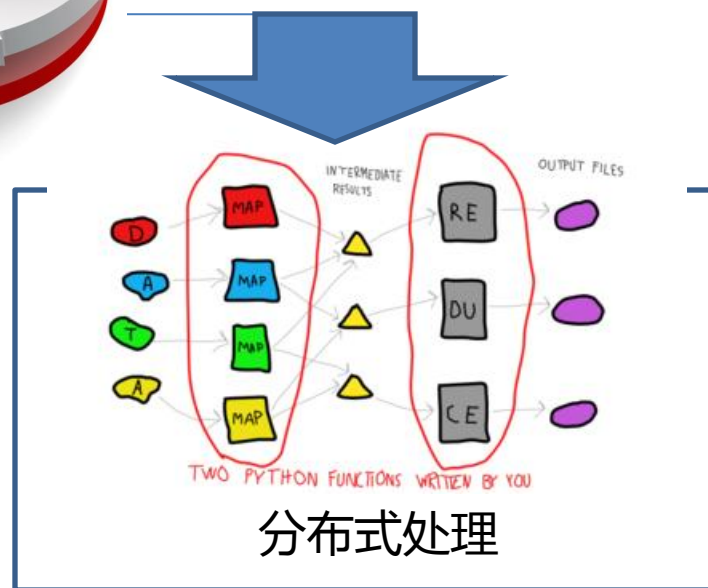 INTERMEDIATE
RESULTS
OUTPUT FILES
D
A
T
A
MAP
MAP
MAP
MAP
RE
DU
CE
TWO PYTHON FUNCTIONS WRITTEN BY YOU
分布式处理